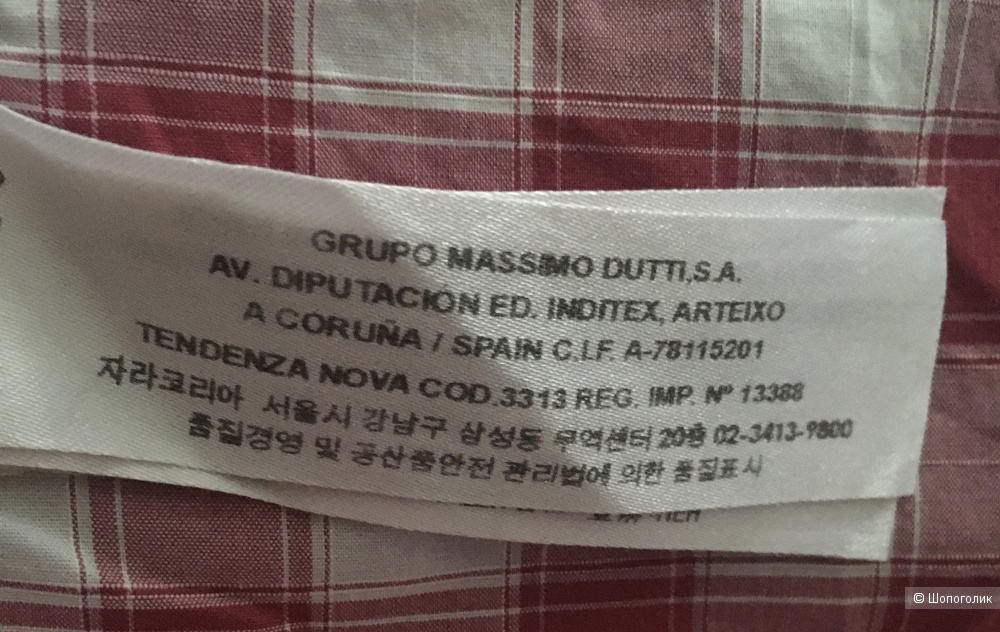 GRUPO MASSIMO DUTTI,S.A.
AV. DIPUTACIÓN ED. INDITEX, ARTEIXO
A CORUÑA / SPAIN C.I.F. A-78115201
TENDENZA NOVA COD.3313 REG. IMP. Nº 13388
자라코리아 서울시 강남구 삼성동 무역센터 20층 02-3413-9800
품질경영 및 공산품안전 관리법에 의한 품질표시
© Шопоголик